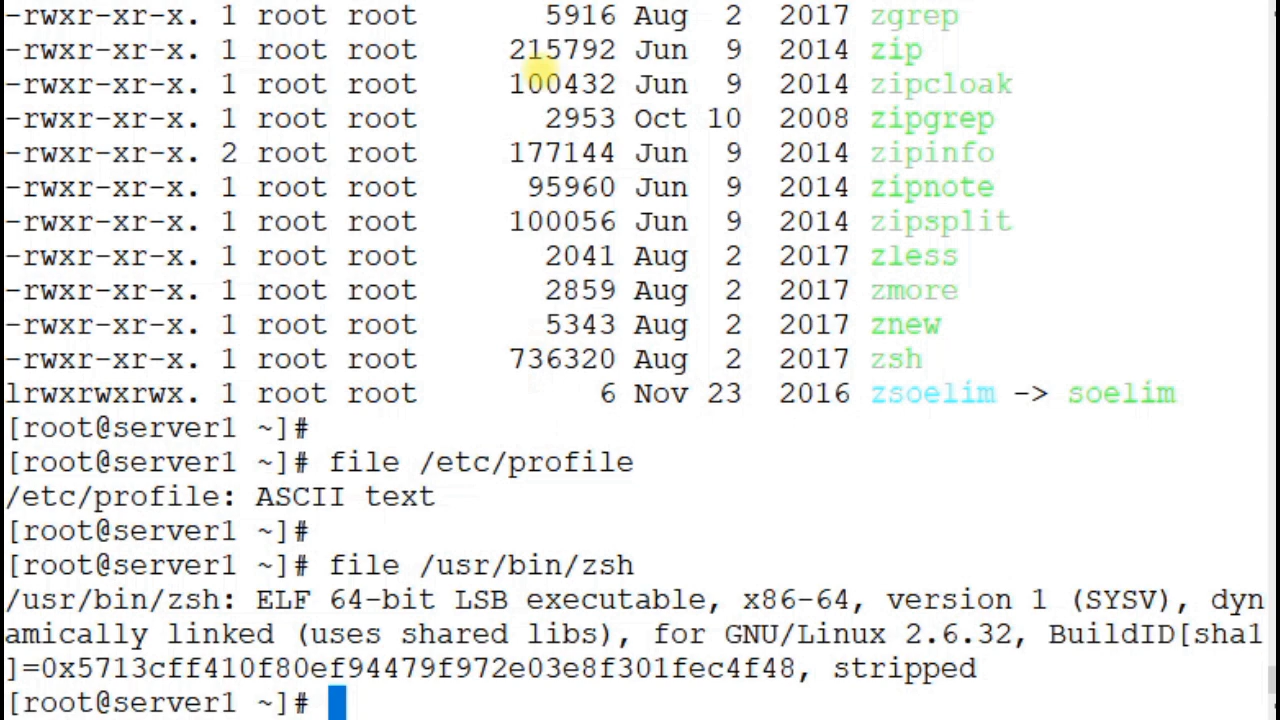 -rwxr-xr-x. 1 root root 5916 Aug 2 2017 zgrep
-rwxr-xr-x. 1 root root 215792 Jun 9 2014 zip
-rwxr-xr-x. 1 root root 100432 Jun 9 2014 zipcloak
-rwxr-xr-x. 1 root root 2953 Oct 10 2008 zipgrep
-rwxr-xr-x. 2 root root 177144 Jun 9 2014 zipinfo
-rwxr-xr-x. 1 root root 95960 Jun 9 2014 zipnote
-rwxr-xr-x. 1 root root 100056 Jun 9 2014 zipsplit
-rwxr-xr-x. 1 root root 2041 Aug 2 2017 zless
-rwxr-xr-x. 1 root root 2859 Aug 2 2017 zmore
-rwxr-xr-x. 1 root root 5343 Aug 2 2017 znew
-rwxr-xr-x. 1 root root 736320 Aug 2 2017 zsh
lrwxrwxrwx. 1 root root 6 Nov 23 2016 zsoelim -> soelim
[root@server1 ~]#
[root@server1 ~]# file /etc/profile
/etc/profile: ASCII text
[root@server1 ~]#
[root@server1 ~]# file /usr/bin/zsh
/usr/bin/zsh: ELF 64-bit LSB executable, x86-64, version 1 (SYSV), dyn
amically linked (uses shared libs), for GNU/Linux 2.6.32, BuildID[sha1
]=0x5713cff410f80ef94479f972e03e8f301fec4f48, stripped
[root@server1 ~]#